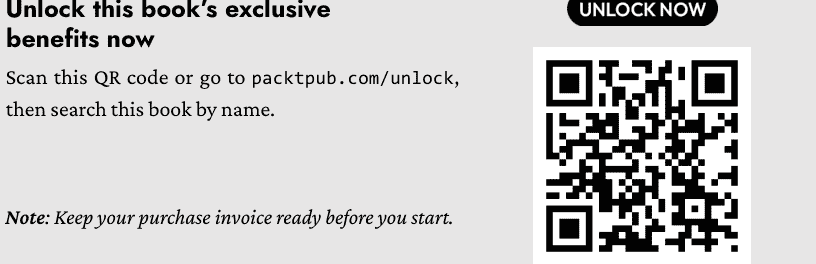 Unlock this book's exclusive
benefits now
UNLOCK NOW
Scan this QR code or go to packtpub.com/unlock,
then search this book by name.
Note: Keep your purchase invoice ready before you start.